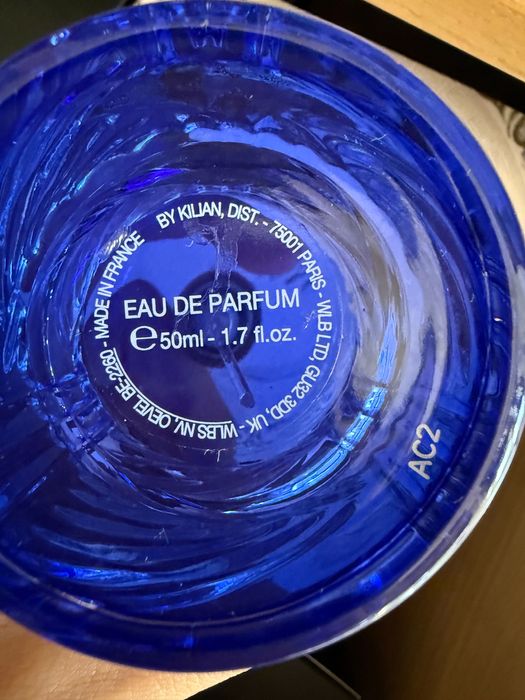 BY KILIAN, DIST. - 75001 PARIS - WLB LTD, GU32 3DD, UK - WLBS NV, OEVEL BE-2260 - MADE IN FRANCE
EAU DE PARFUM
e50ml - 1.7 fl.oz.
AC2